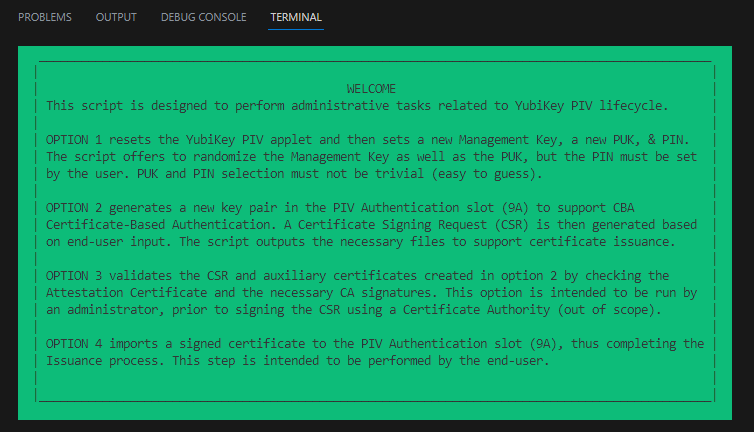 PROBLEMS OUTPUT DEBUG CONSOLE TERMINAL
WELCOME
This script is designed to perform administrative tasks related to YubiKey PIV lifecycle.
OPTION 1 resets the YubiKey PIV applet and then sets a new Management Key, a new PUK, & PIN.
The script offers to randomize the Management Key as well as the PUK, but the PIN must be set
by the user. PUK and PIN selection must not be trivial (easy to guess).
OPTION 2 generates a new key pair in the PIV Authentication slot (9A) to support CBA
Certificate-Based Authentication. A Certificate Signing Request (CSR) is then generated based
on end-user input. The script outputs the necessary files to support certificate issuance.
OPTION 3 validates the CSR and auxiliary certificates created in option 2 by checking the
Attestation Certificate and the necessary CA signatures. This option is intended to be run by
an administrator, prior to signing the CSR using a Certificate Authority (out of scope).
OPTION 4 imports a signed certificate to the PIV Authentication slot (9A), thus completing the
Issuance process. This step is intended to be performed by the end-user.